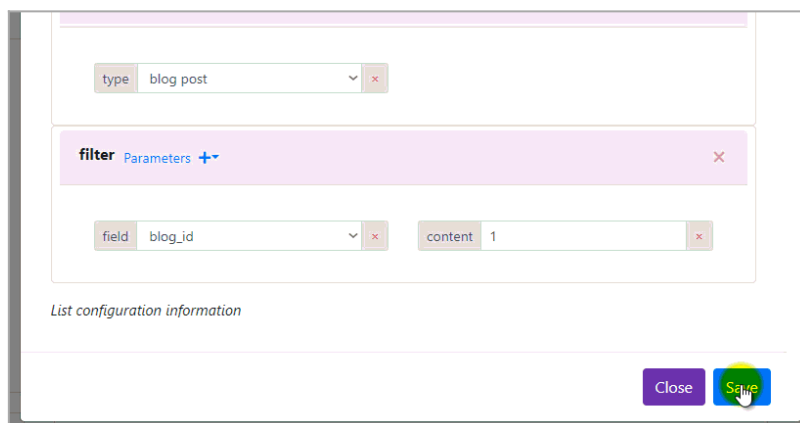 type blog post ×
filter Parameters + ×
field blog_id × content 1 ×
List configuration information
Close Save